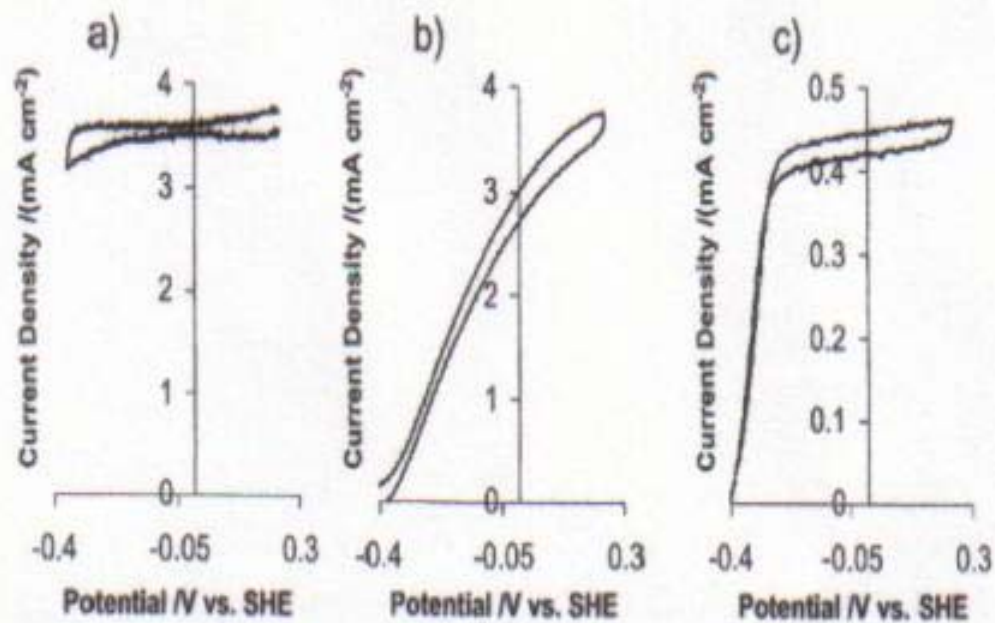 a)
Current Density /(mA cm⁻²)
4
3
2
1
0
-0.4
-0.05
0.3
Potential /V vs. SHE
b)
Current Density /(mA cm⁻²)
4
3
2
1
0
-0.4
-0.05
0.3
Potential /V vs. SHE
c)
Current Density /(mA cm⁻²)
0.5
0.4
0.3
0.2
0.1
0
-0.4
-0.05
0.3
Potential /V vs. SHE